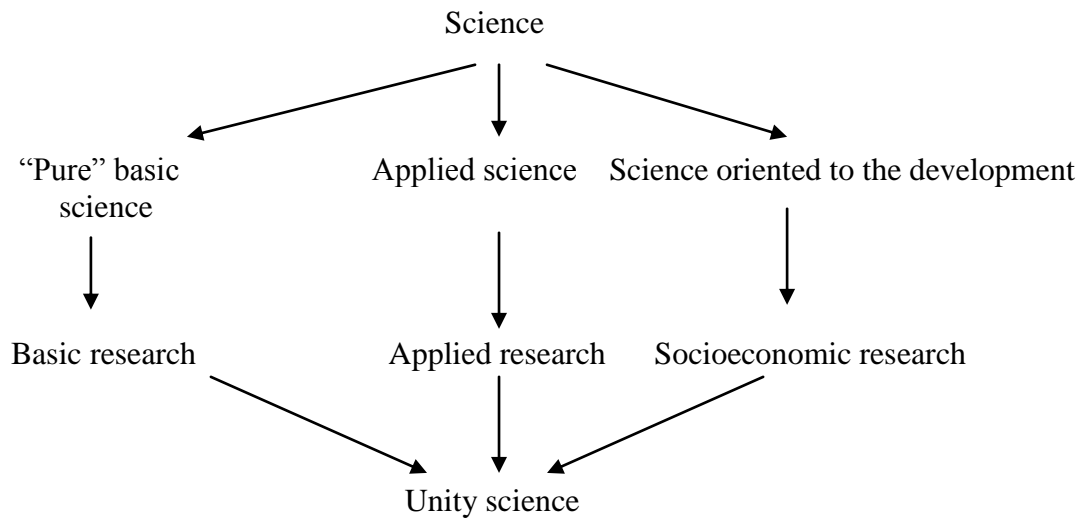 Science
“Pure” basic
science
Applied science
Science oriented to the development
Basic research
Applied research
Socioeconomic research
Unity science